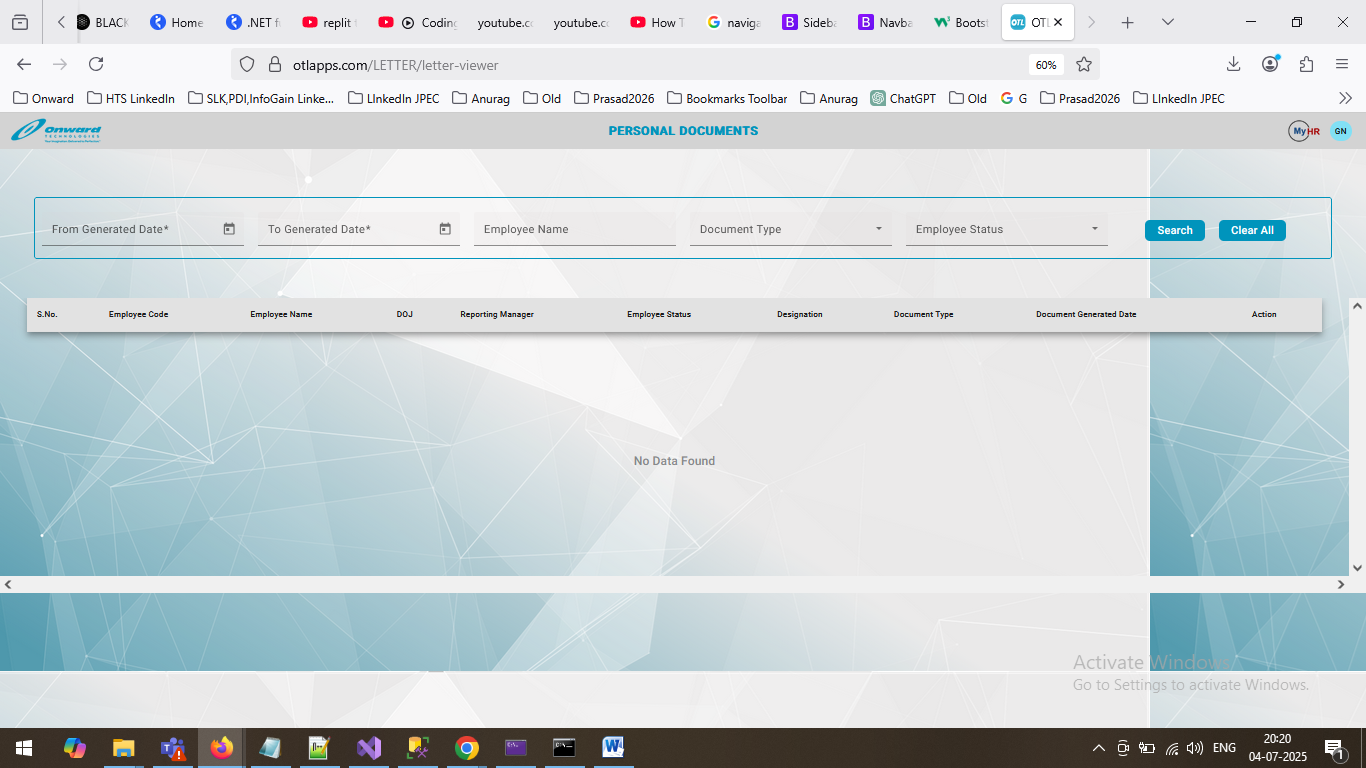 BLACK
Home
.NET f
replit t
Coding
youtube.co
youtube.co
How T
naviga
Sideba
Navba
Bootst
OTL
otlapps.com/LETTER/letter-viewer
60%
Onward
HTS LinkedIn
SLK,PDI,InfoGain Linke...
LInkedIn JPEC
Anurag
Old
Prasad2026
Bookmarks Toolbar
Anurag
ChatGPT
Old
G
Prasad2026
LInkedIn JPEC
Onward
TECHNOLOGIES
PERSONAL DOCUMENTS
MyHR
GN
From Generated Date*
To Generated Date*
Employee Name
Document Type
Employee Status
Search
Clear All
S.No.
Employee Code
Employee Name
DOJ
Reporting Manager
Employee Status
Designation
Document Type
Document Generated Date
Action
No Data Found
Activate Windows
Go to Settings to activate Windows.
ENG
20:20
04-07-2025
1